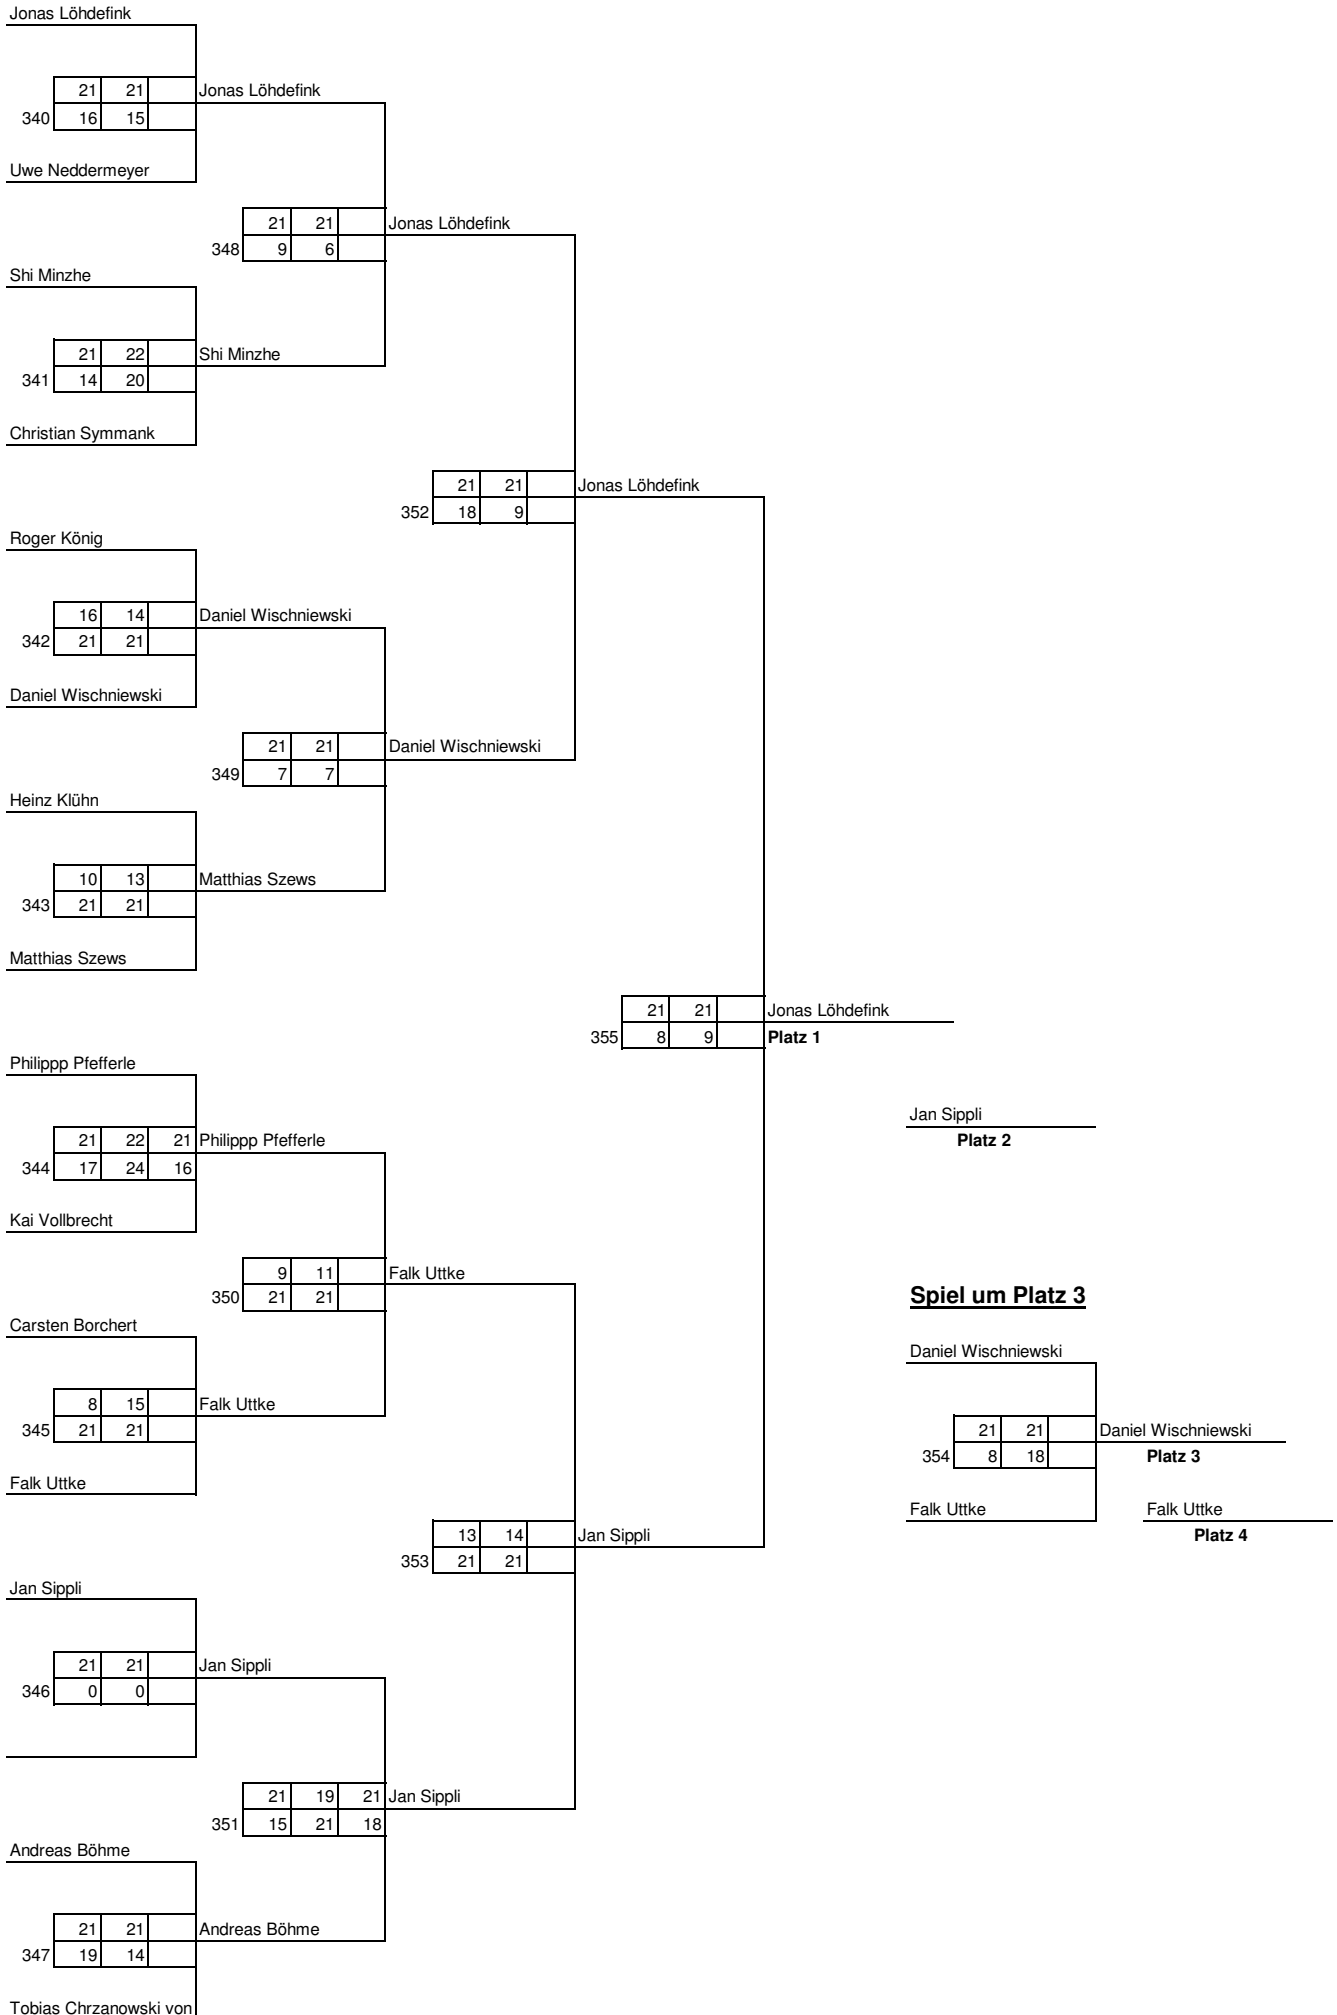 Jonas Löhdefink
21 21 Jonas Löhdefink
340 16 15
Uwe Neddermeyer
21 21 Jonas Löhdefink
348 9 6
Shi Minzhe
21 22 Shi Minzhe
341 14 20
Christian Symmank
21 21 Jonas Löhdefink
352 18 9
Roger König
16 14 Daniel Wischniewski
342 21 21
Daniel Wischniewski
21 21 Daniel Wischniewski
349 7 7
Heinz Klühn
10 13 Matthias Szews
343 21 21
Matthias Szews
21 21 Jonas Löhdefink
355 8 9 Platz 1
Philippp Pfefferle
Jan Sippli
Platz 2
21 22 21 Philippp Pfefferle
344 17 24 16
Kai Vollbrecht
9 11 Falk Uttke
350 21 21
Spiel um Platz 3
Carsten Borchert
Daniel Wischniewski
8 15 Falk Uttke
345 21 21
21 21 Daniel Wischniewski
354 8 18 Platz 3
Falk Uttke
Falk Uttke Falk Uttke
Platz 4
13 14 Jan Sippli
353 21 21
Jan Sippli
21 21 Jan Sippli
346 0 0
21 19 21 Jan Sippli
351 15 21 18
Andreas Böhme
21 21 Andreas Böhme
347 19 14
Tobias Chrzanowski von